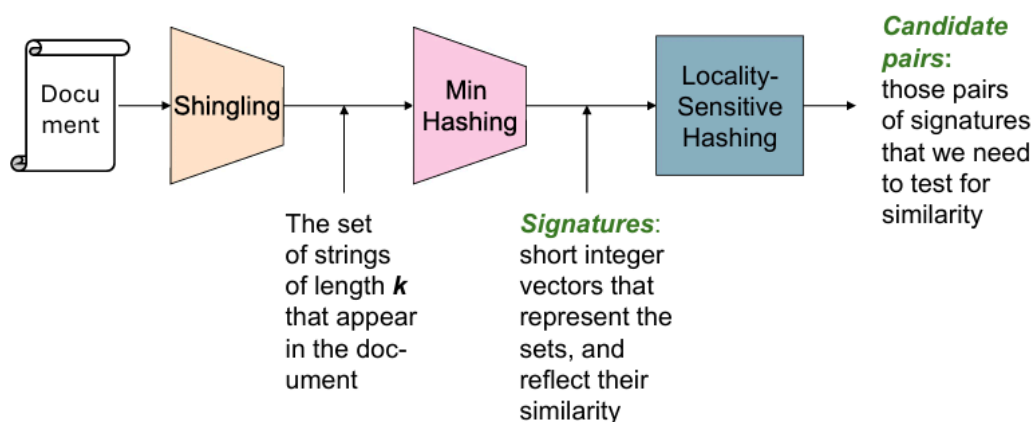 Docu
ment
Shingling
Min
Hashing
Locality-
Sensitive
Hashing
Candidate
pairs:
those pairs
of signatures
that we need
to test for
similarity
The set
of strings
of length k
that appear
in the doc-
ument
Signatures:
short integer
vectors that
represent the
sets, and
reflect their
similarity